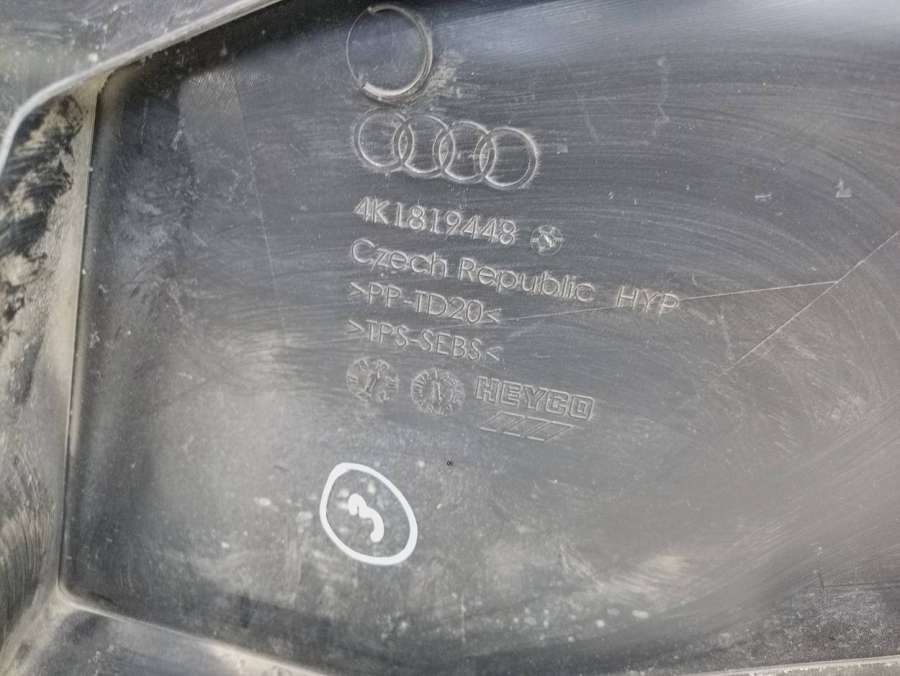 4K1819448
Czech Republic HYP
>PP-TD20<
>TPS-SEBS<
HEYCO
3